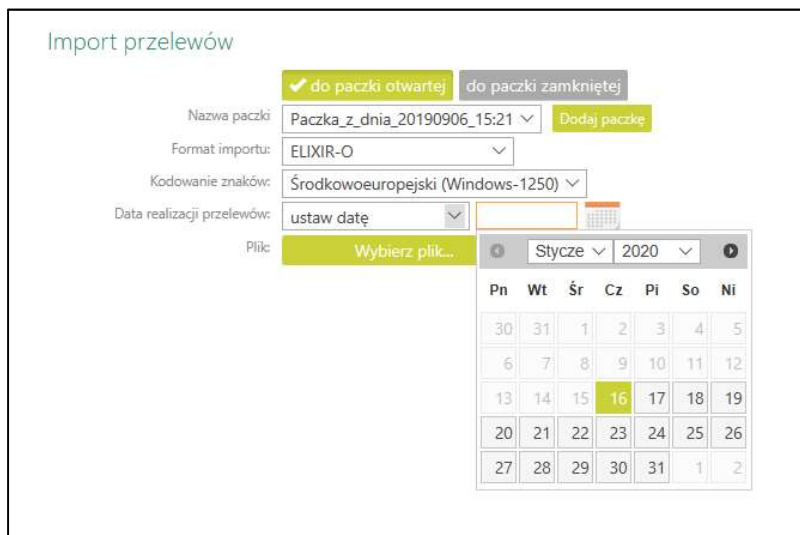 Import przelewów
do paczki otwartej do paczki zamkniętej
Nazwa paczki Paczka_z_dnia_20190906_15:21 Dodaj paczkę
Format importu: ELIXIR-O
Kodowanie znaków: Środkowoeuropejski (Windows-1250)
Data realizacji przelewów: ustaw datę
Plik: Wybierz plik...
Stycze 2020
Pn Wt Śr Cz Pi So Ni
30 31 1 2 3 4 5
6 7 8 9 10 11 12
13 14 15 16 17 18 19
20 21 22 23 24 25 26
27 28 29 30 31 1 2